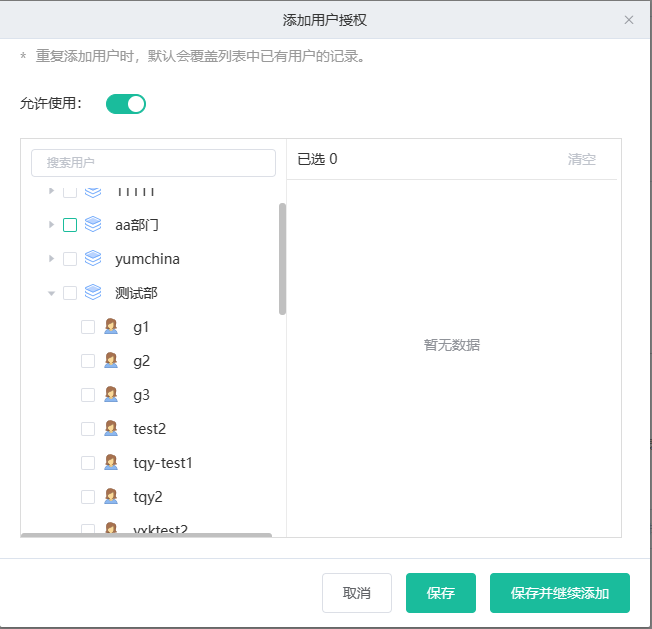 添加用户授权
* 重复添加用户时，默认会覆盖列表中已有用户的记录。
允许使用：
搜索用户
已选 0
清空
11111
aa部门
yumchina
测试部
g1
g2
g3
暂无数据
test2
tqy-test1
tqy2
yxktest2
取消
保存
保存并继续添加